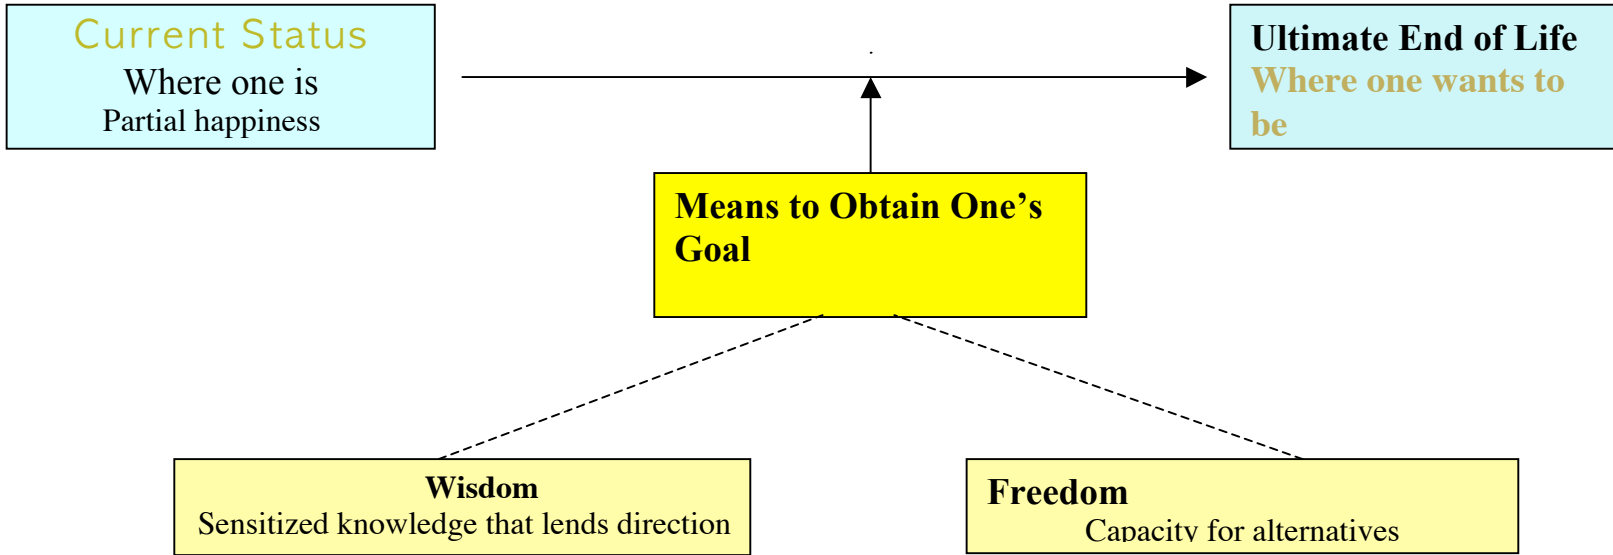 Current Status
Where one is
Partial happiness
Ultimate End of Life
Where one wants to
be
Means to Obtain One’s
Goal
Wisdom
Sensitized knowledge that lends direction
Freedom
Capacity for alternatives